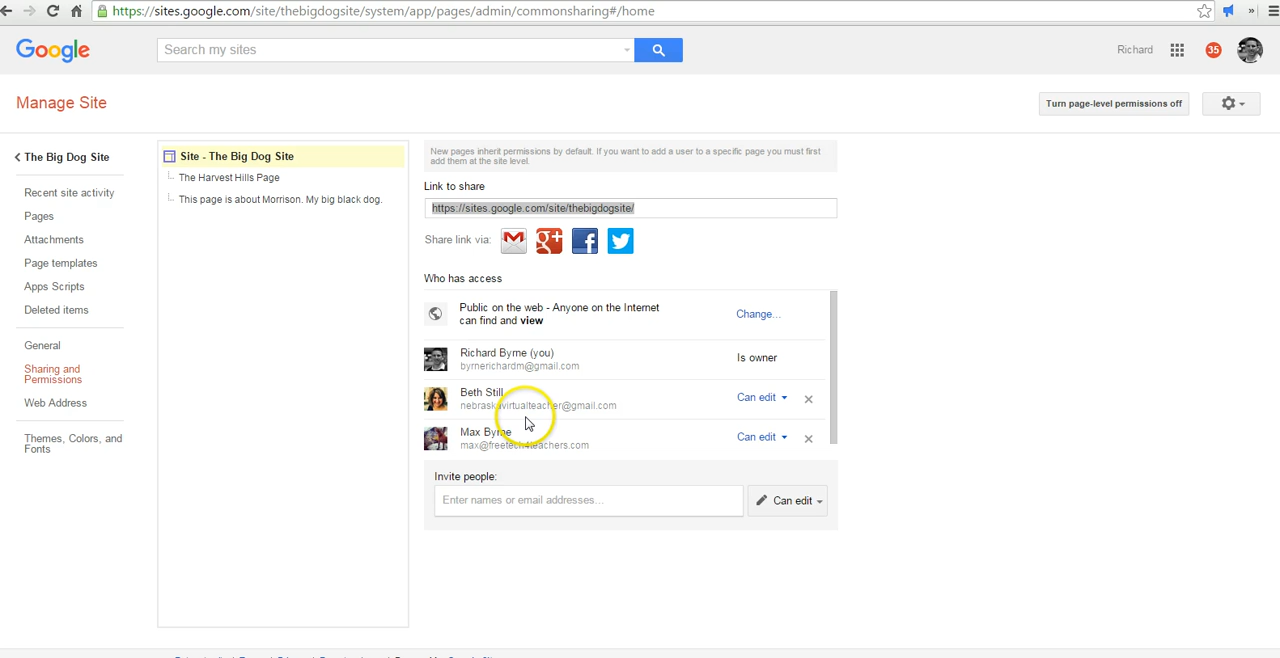 https://sites.google.com/site/thebigdogsite/system/app/pages/admin/commonsharing#/home
»
Google
Search my sites
Richard
35
Manage Site
Turn page-level permissions off
The Big Dog Site
Recent site activity
Pages
Attachments
Page templates
Apps Scripts
Deleted items
General
Sharing and
Permissions
Web Address
Themes, Colors, and
Fonts
Site - The Big Dog Site
The Harvest Hills Page
This page is about Morrison. My big black dog.
New pages inherit permissions by default. If you want to add a user to a specific page you must first
add them at the site level.
Link to share
https://sites.google.com/site/thebigdogsite/
Share link via:
Who has access
Public on the web - Anyone on the Internet
can find and view
Change...
Richard Byrne (you)
byrnerichardm@gmail.com
Is owner
Beth Still
nebraskavirtualteacher@gmail.com
Can edit
Max Byrne
max@freetech4teachers.com
Can edit
Invite people:
Enter names or email addresses...
Can edit